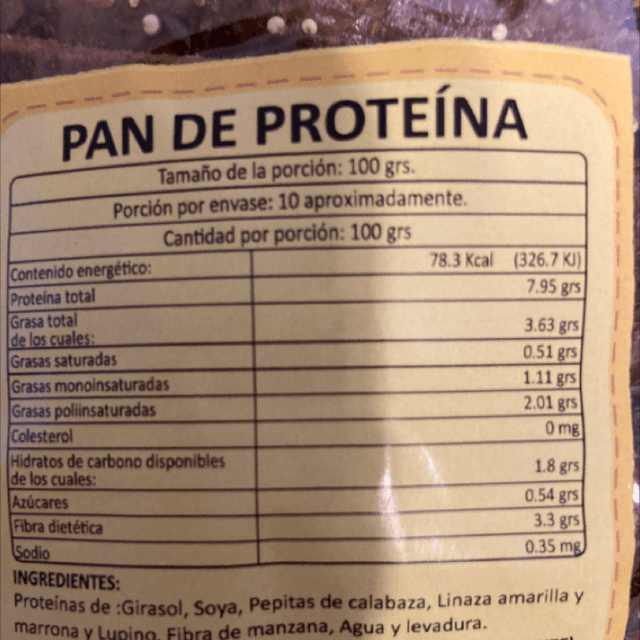 PAN DE PROTEÍNA
Tamaño de la porción: 100 grs.
Porción por envase: 10 aproximadamente.
Cantidad por porción: 100 grs
Contenido energético: 78.3 Kcal (326.7 KJ)
Proteína total 7.95 grs
Grasa total
de los cuales: 3.63 grs
Grasas saturadas 0.51 grs
Grasas monoinsaturadas 1.11 grs
Grasas poliinsaturadas 2.01 grs
Colesterol 0 mg
Hidratos de carbono disponibles
de los cuales: 1.8 grs
Azúcares 0.54 grs
Fibra dietética 3.3 grs
Sodio 0.35 mg
INGREDIENTES:
Proteínas de :Girasol, Soya, Pepitas de calabaza, Linaza amarilla y
marrona y Lupino, Fibra de manzana, Agua y levadura.